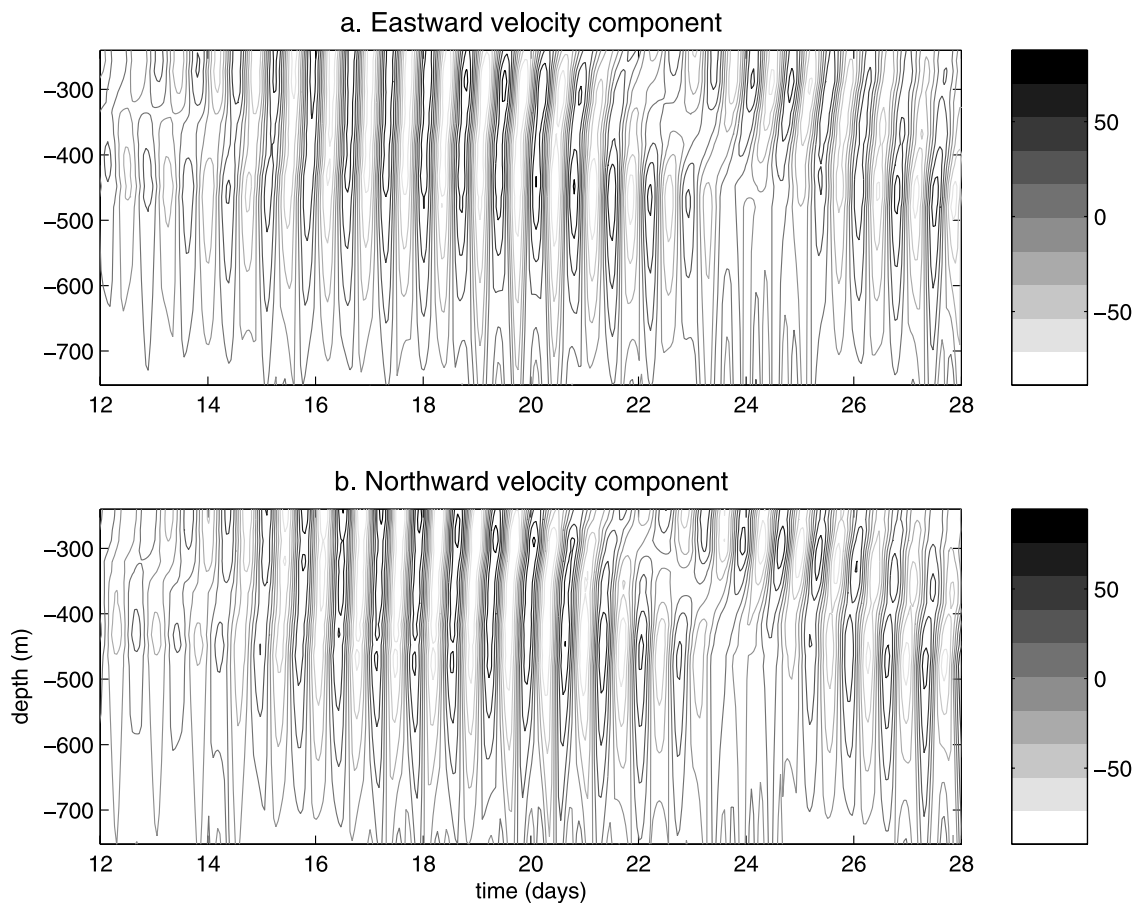 a. Eastward velocity component
−300
−400
−500
−600
−700
12 14 16 18 20 22 24 26 28
50
0
−50
b. Northward velocity component
−300
−400
−500
−600
−700
depth (m)
12 14 16 18 20 22 24 26 28
time (days)
50
0
−50